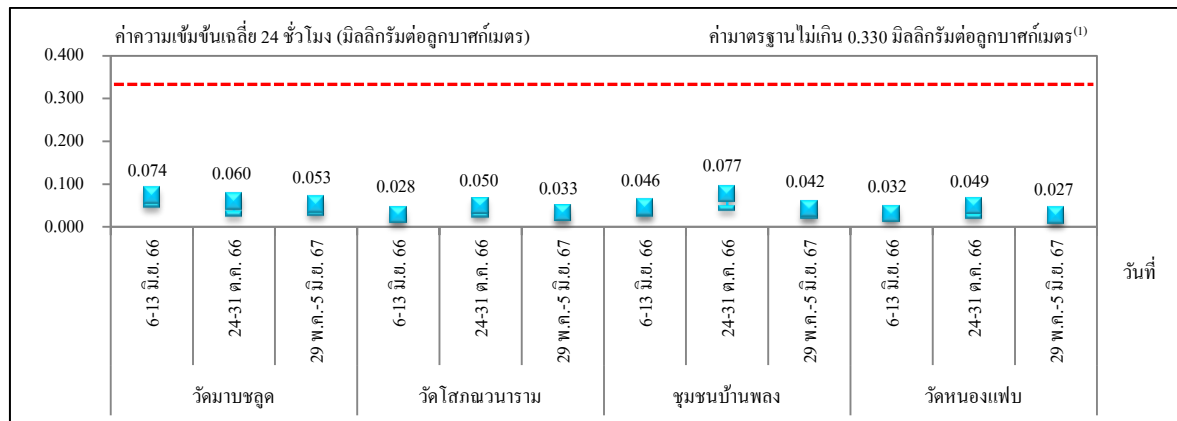 ค่าความเข้มข้นเฉลี่ย 24 ชั่วโมง (มิลลิกรัมต่อลูกบาศก์เมตร) ค่ามาตรฐานไม่เกิน 0.330 มิลลิกรัมต่อลูกบาศก์เมตร(1)
0.400
0.300
0.200
0.100
0.000
0.074 0.060 0.053 0.028 0.050 0.033 0.046 0.077 0.042 0.032 0.049 0.027
6-13 มิ.ย. 66
24-31 ต.ค. 66
29 พ.ค.-5 มิ.ย. 67
6-13 มิ.ย. 66
24-31 ต.ค. 66
29 พ.ค.-5 มิ.ย. 67
6-13 มิ.ย. 66
24-31 ต.ค. 66
29 พ.ค.-5 มิ.ย. 67
6-13 มิ.ย. 66
24-31 ต.ค. 66
29 พ.ค.-5 มิ.ย. 67
วันที่
วัดมาบชลูด วัดโสภณวนาราม ชุมชนบ้านพลง วัดหนองแฟบ